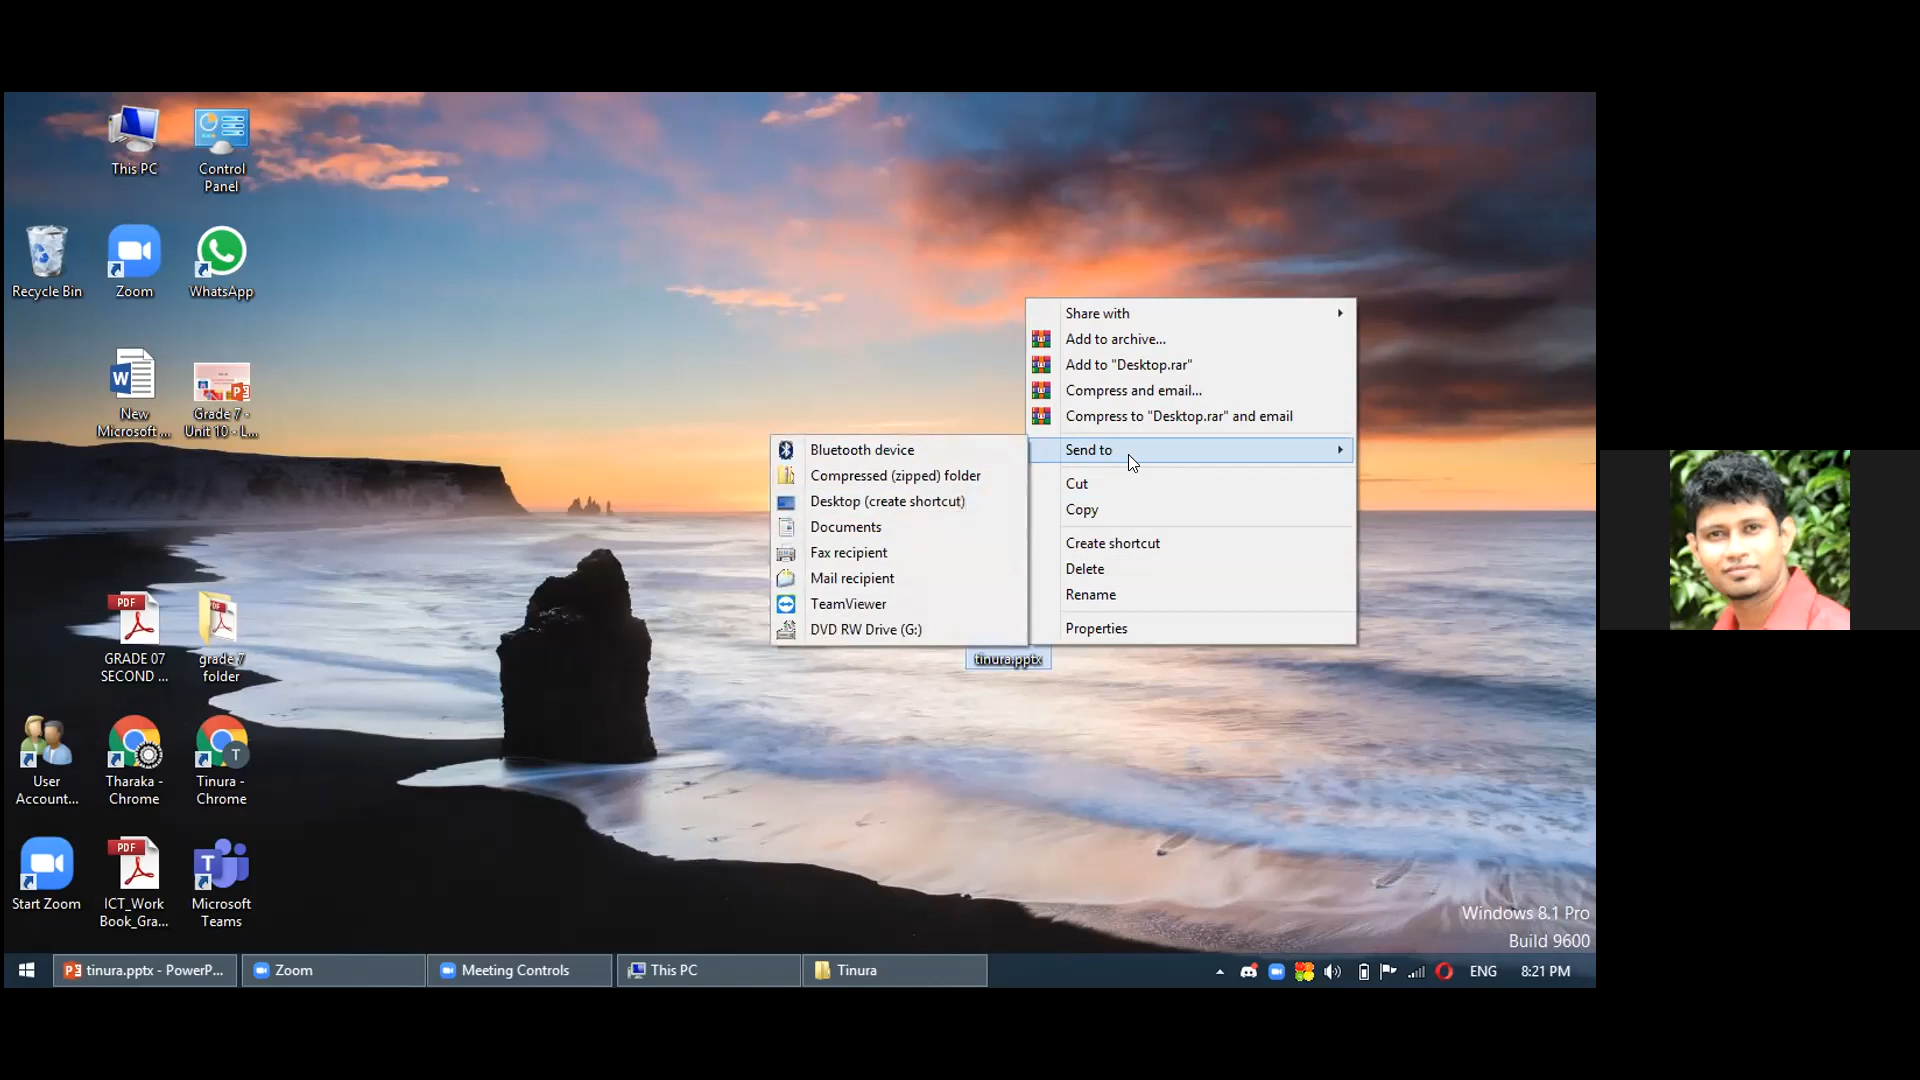 This PC
Control
Panel
Recycle Bin
Zoom
WhatsApp
New
Microsoft ...
Grade 7 -
Unit 10 - L...
GRADE 07
SECOND ...
grade 7
folder
User
Account...
Tharaka -
Chrome
Tinura -
Chrome
Start Zoom
ICT_Work
Book_Gra...
Microsoft
Teams
Share with
Add to archive...
Add to "Desktop.rar"
Compress and email...
Compress to "Desktop.rar" and email
Send to
Cut
Copy
Create shortcut
Delete
Rename
Properties
Bluetooth device
Compressed (zipped) folder
Desktop (create shortcut)
Documents
Fax recipient
Mail recipient
TeamViewer
DVD RW Drive (G:)
tinura.pptx
Windows 8.1 Pro
Build 9600
tinura.pptx - PowerP...
Zoom
Meeting Controls
This PC
Tinura
ENG
8:21 PM